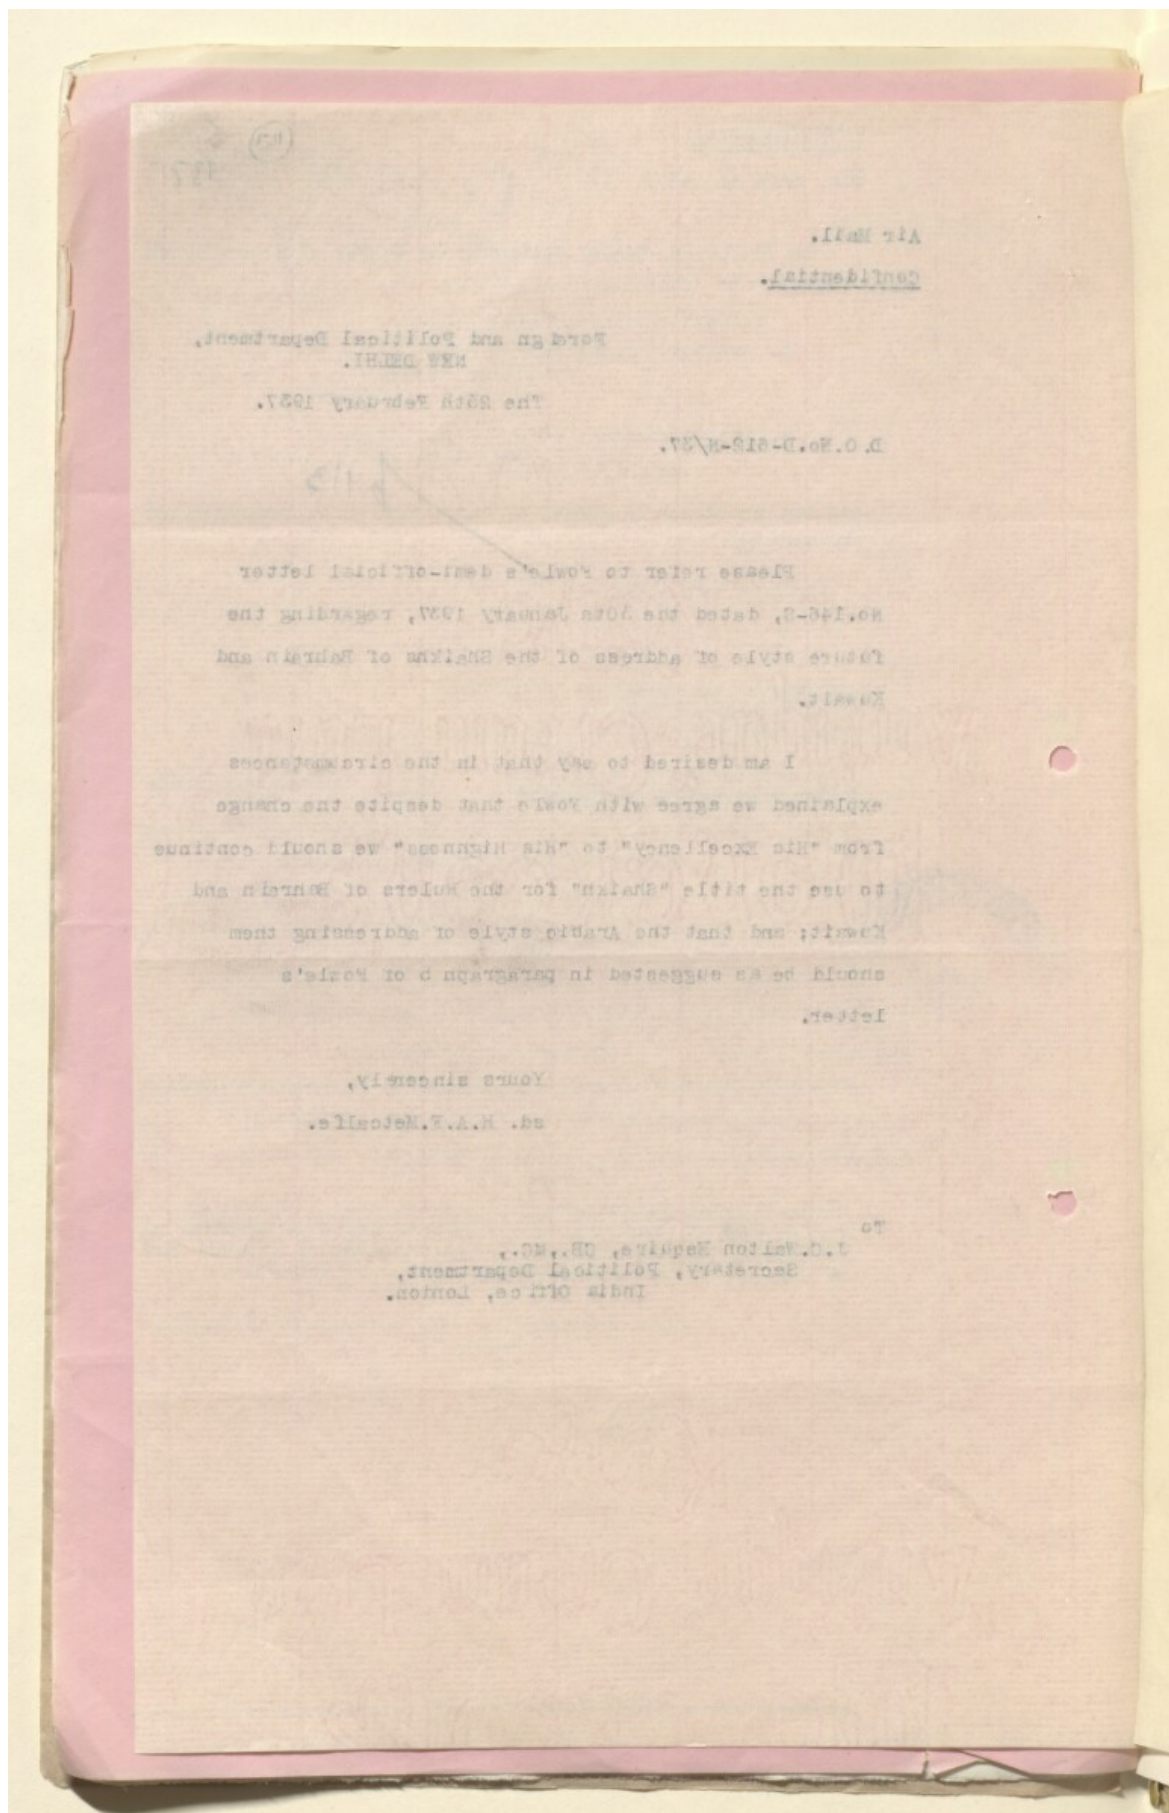 Air Mail.
Confidential.
Foreign and Political Department,
NEW DELHI.
The 25th February 1937.
D.O.No.D-612-N/37.
Please refer to Fowle's demi-official letter
No.146-S, dated the 30th January 1937, regarding the
future style of address of the Shaikhs of Bahrain and
Kuwait.
I am desired to say that in the circumstances
explained we agree with Fowle that despite the change
from "His Excellency" to "His Highness" we should continue
to use the title "Shaikh" for the Rulers of Bahrein and
Kuwait; and that the Arabic style of addressing them
should be as suggested in paragraph 5 of Fowle's
letter.
Yours sincerely,
sd. H.A.F.Metcalfe.
To
J.C.Walton Esquire, CB.,MC.,
Secretary, Political Department,
India Office, London.